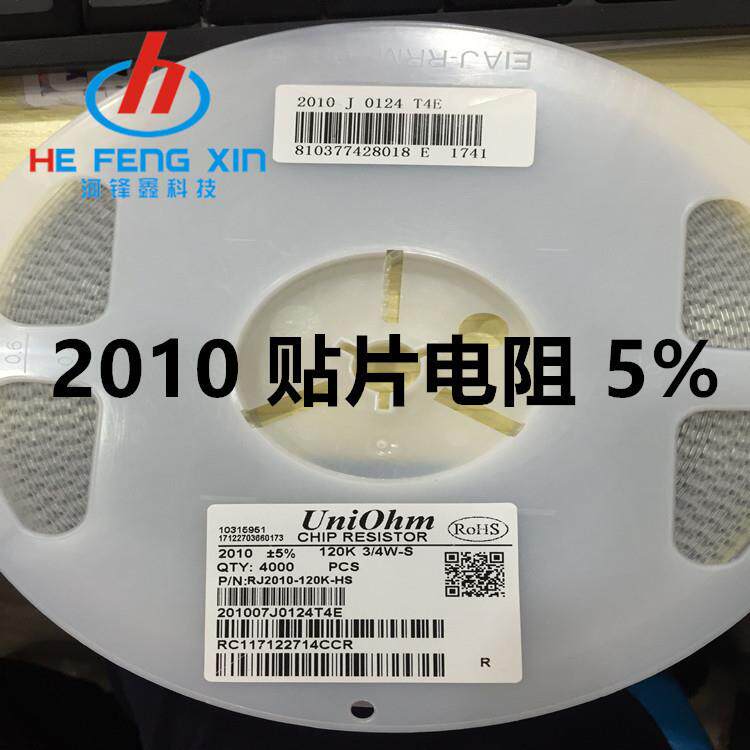 EIAJ-RRM
h
HE FENG XIN
河锋鑫科技
2010 J 0124 T4E
810377428018 E 1741
0.6
2010 贴片电阻 5%
10315951
17122703660173
UniOhm
CHIP RESISTOR
RoHS
2010 ±5% 120K 3/4W-S
QTY: 4000 PCS
P/N:RJ2010-120K-HS
201007J0124T4E
RC117122714CCR
R